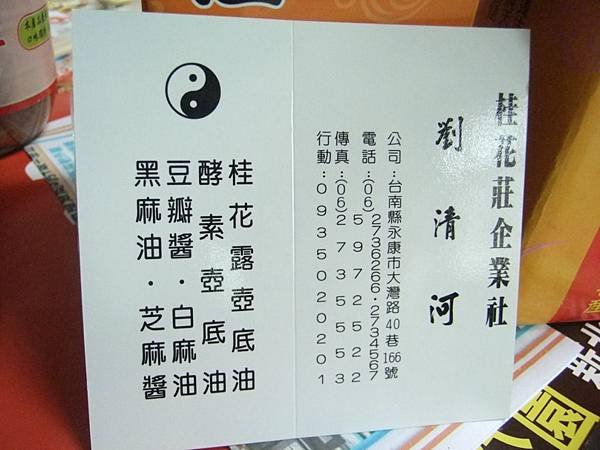 桂花莊企業社
劉清河
公司：台南縣永康市大灣路40巷166號
電話：(06)2736266・2734567
5972522
傳真：(06)2735553
行動：0935020201
桂花露壺底油
酵素壺底油
豆瓣醬・白麻油
黑麻油・芝麻醬
園